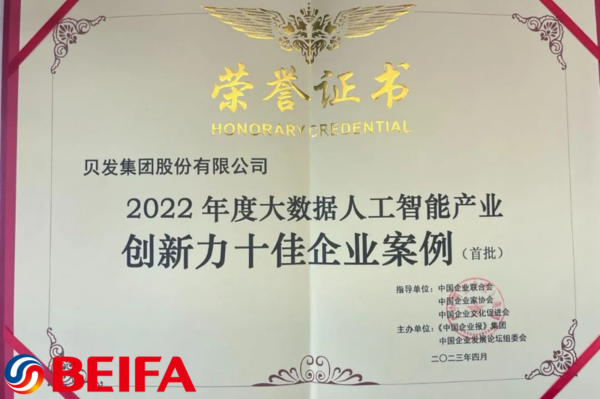 荣誉证书
HONORARY CREDENTIAL
贝发集团股份有限公司
2022 年度大数据人工智能产业
创新力十佳企业案例（首批）
指导单位：中国企业联合会
中国企业家协会
中国企业文化促进会
主办单位：《中国企业报》集团
中国企业发展论坛组委会
二〇二三年四月
BEIFA